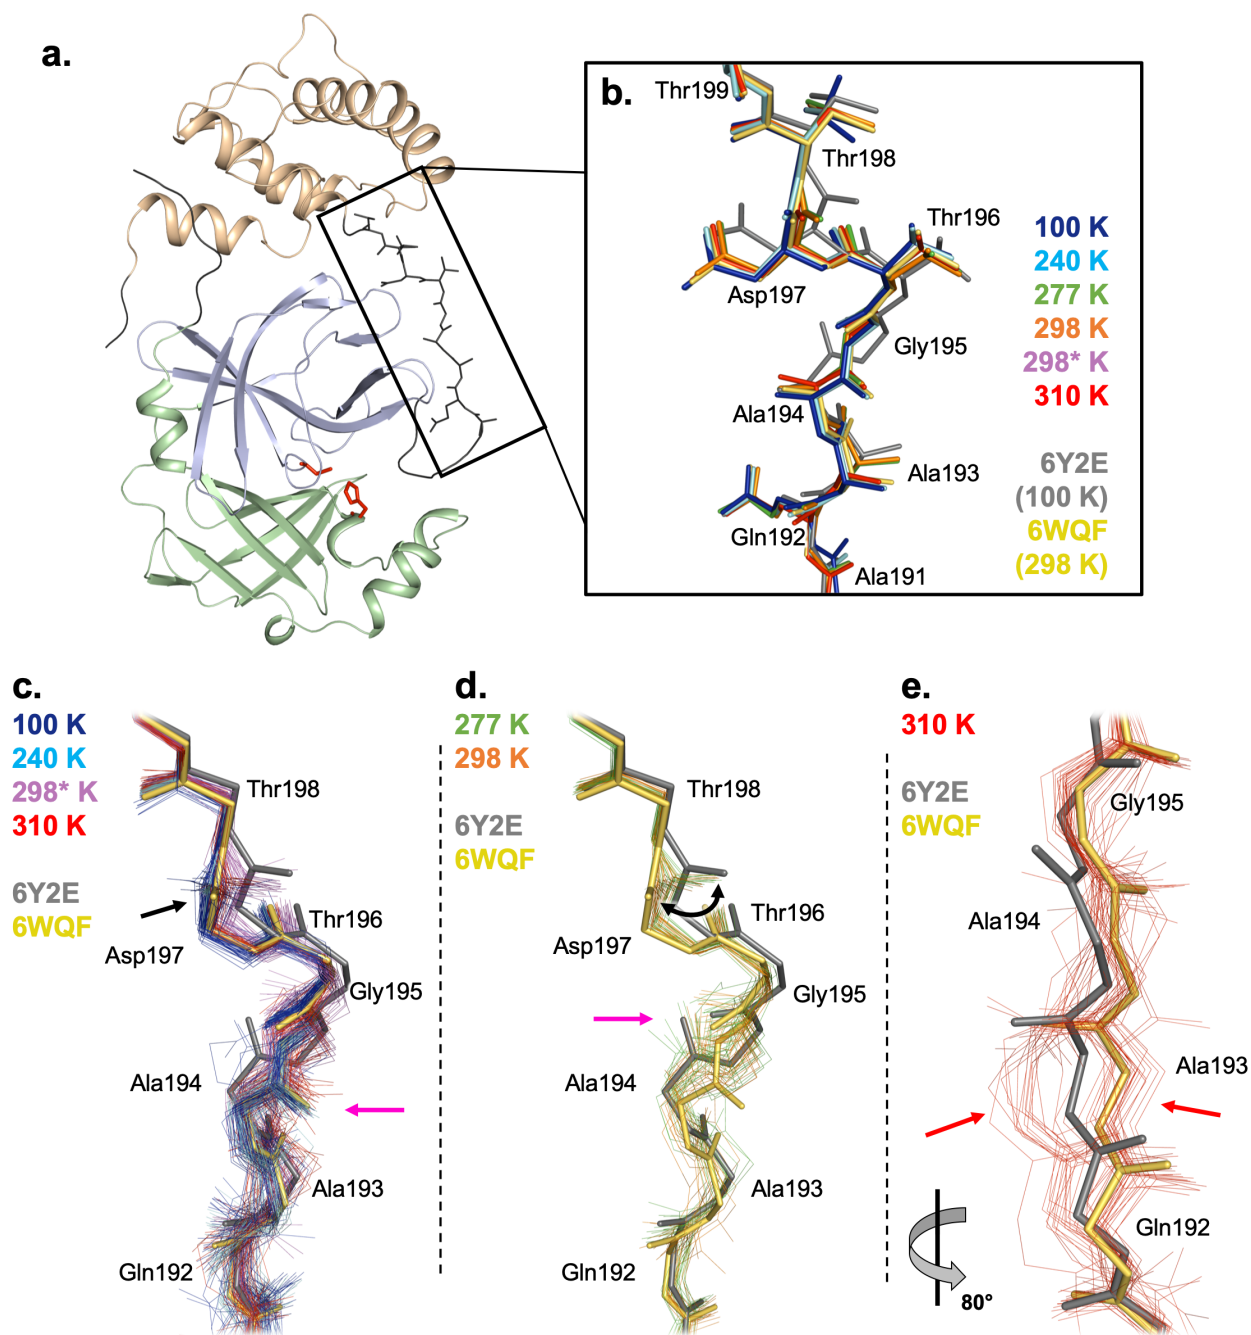 a.
b.
Thr199
Thr198
Thr196
Asp197
Gly195
Ala194
Ala193
Gln192
Ala191
100 K
240 K
277 K
298 K
298* K
310 K
6Y2E
(100 K)
6WQF
(298 K)
c.
100 K
240 K
298* K
310 K
6Y2E
6WQF
Thr198
Thr196
Asp197
Gly195
Ala194
Ala193
Gln192
d.
277 K
298 K
6Y2E
6WQF
Thr198
Thr196
Asp197
Gly195
Ala194
Ala193
Gln192
e.
310 K
6Y2E
6WQF
Gly195
Ala194
Ala193
Gln192
80°